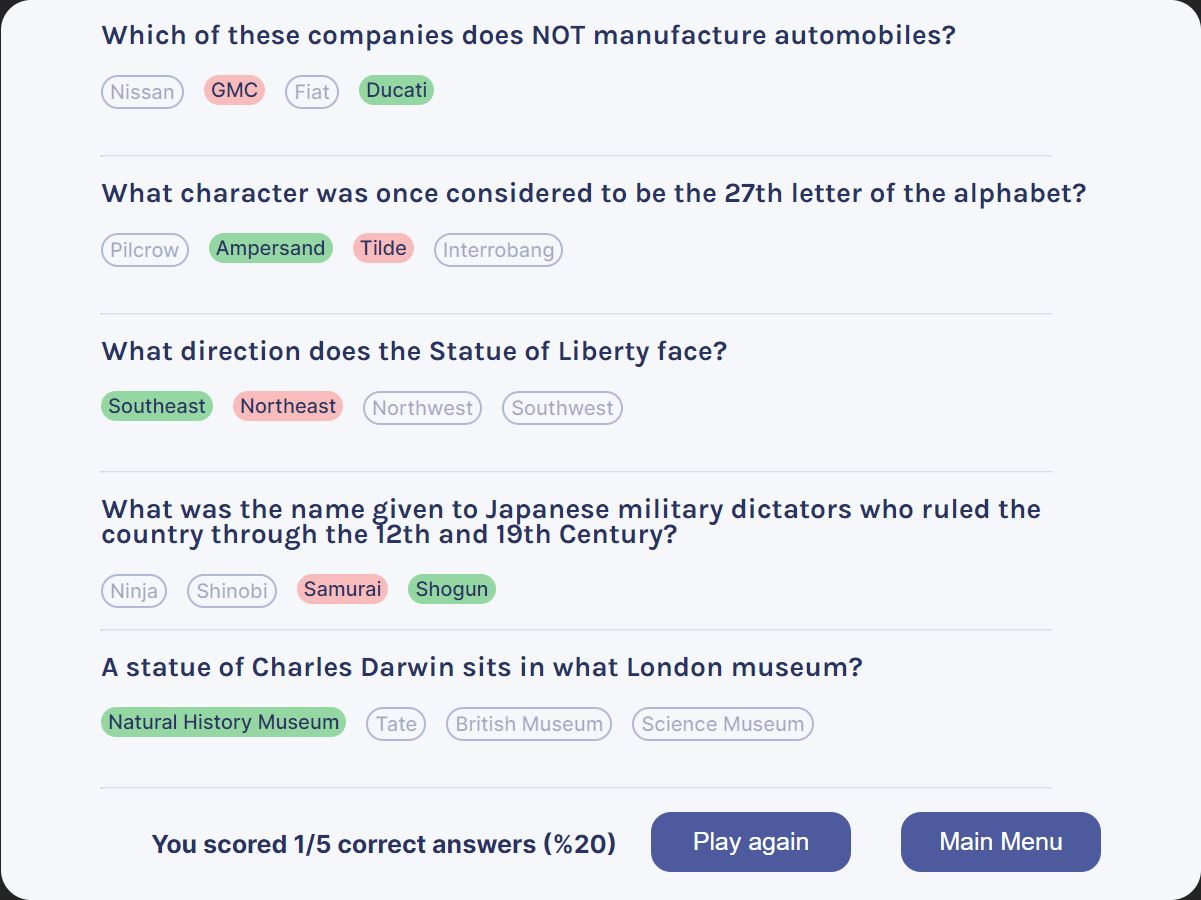 Which of these companies does NOT manufacture automobiles?
Nissan GMC Fiat Ducati
What character was once considered to be the 27th letter of the alphabet?
Pilcrow Ampersand Tilde Interrobang
What direction does the Statue of Liberty face?
Southeast Northeast Northwest Southwest
What was the name given to Japanese military dictators who ruled the
country through the 12th and 19th Century?
Ninja Shinobi Samurai Shogun
A statue of Charles Darwin sits in what London museum?
Natural History Museum Tate British Museum Science Museum
You scored 1/5 correct answers (%20) Play again Main Menu